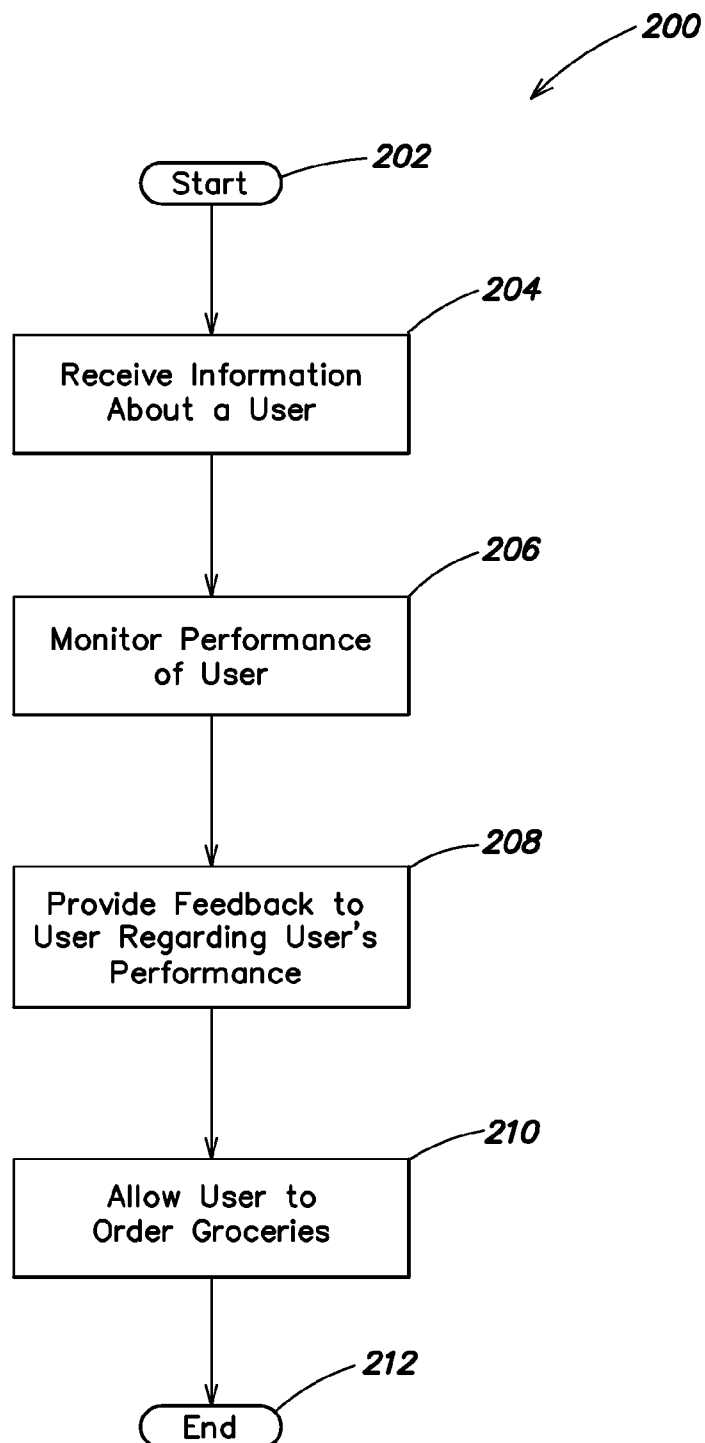 200
202
Start
204
Receive Information
About a User
206
Monitor Performance
of User
208
Provide Feedback to
User Regarding User's
Performance
210
Allow User to
Order Groceries
212
End